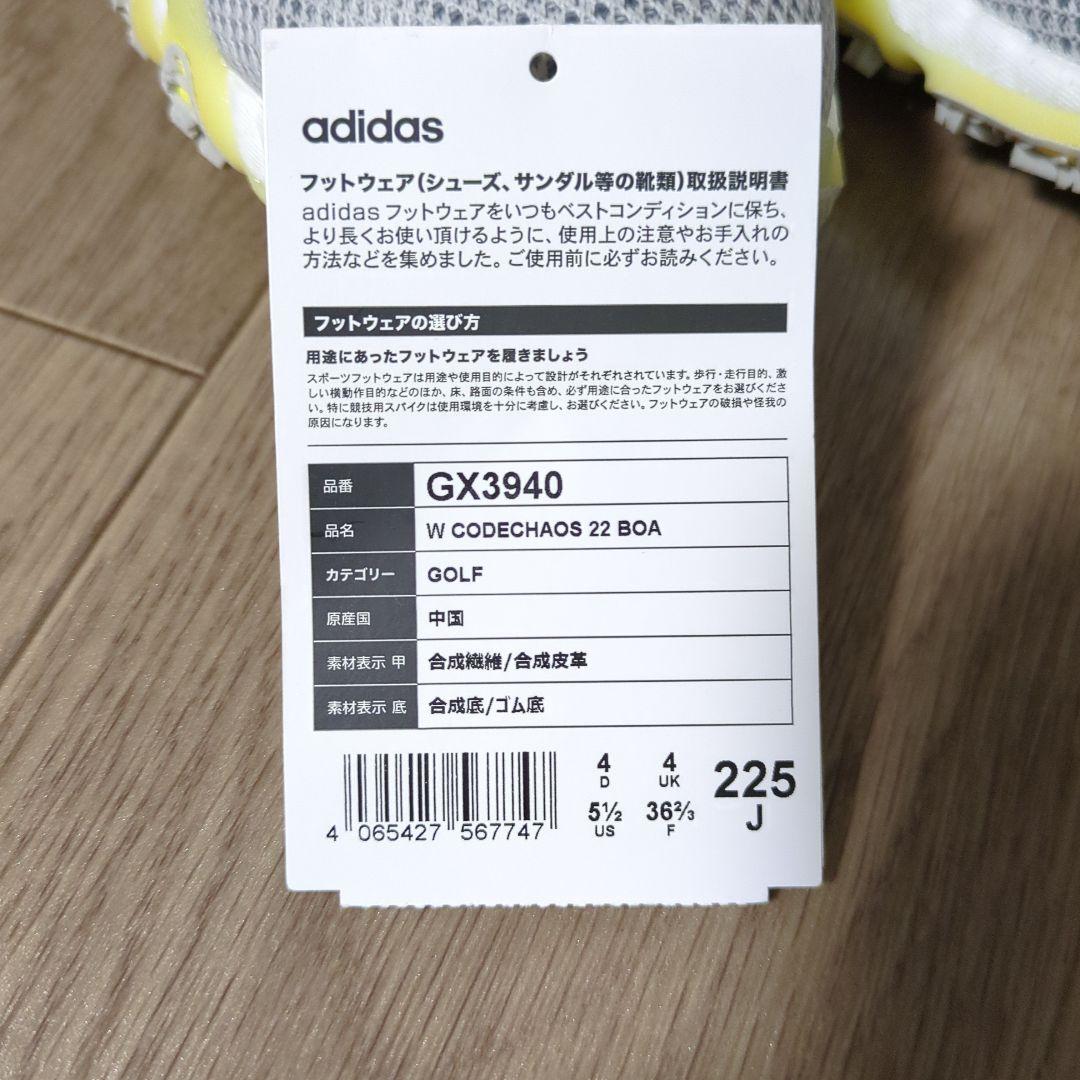 adidas
フットウェア(シューズ、サンダル等の靴類)取扱説明書
adidas フットウェアをいつもベストコンディションに保ち、
より長くお使い頂けるように、使用上の注意やお手入れの
方法などを集めました。ご使用前に必ずお読みください。
フットウェアの選び方
用途にあったフットウェアを履きましょう
スポーツフットウェアは用途や使用目的によって設計がそれぞれされています。歩行・走行目的、激
しい横動作目的などのほか、床、路面の条件も含め、必ず用途に合ったフットウェアをお選びくださ
い。特に競技用スパイクは使用環境を十分に考慮し、お選びください。フットウェアの破損や怪我の
原因になります。
品番 GX3940
品名 W CODECHAOS 22 BOA
カテゴリー GOLF
原産国 中国
素材表示 甲 合成繊維/合成皮革
素材表示 底 合成底/ゴム底
4 065427 567747
4 D
4 UK
5½ US
36⅔ F
225 J